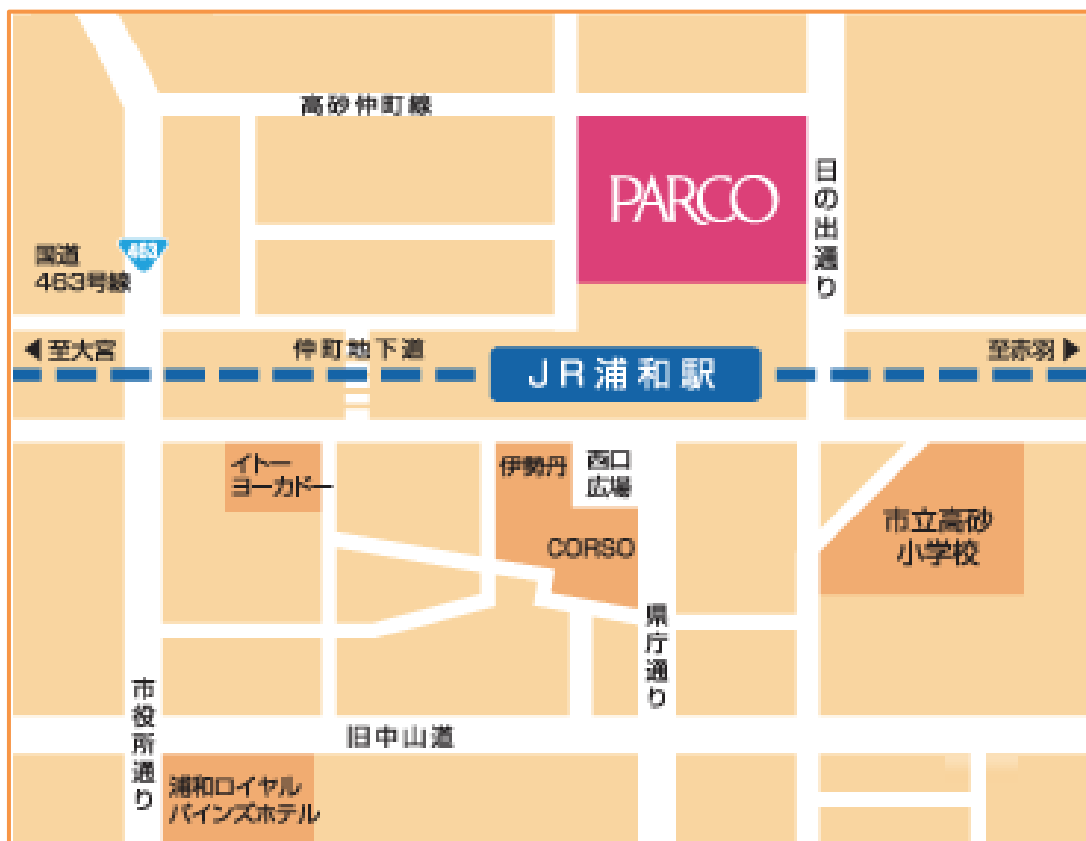 高砂仲町線
PARCO
日の出通り
463
国道
463号線
◀至大宮
仲町地下道
JR浦和駅
至赤羽▶
イトー
ヨーカドー
伊勢丹
西口
広場
CORSO
市立高砂
小学校
県庁通り
市役所通り
旧中山道
浦和ロイヤル
パインズホテル